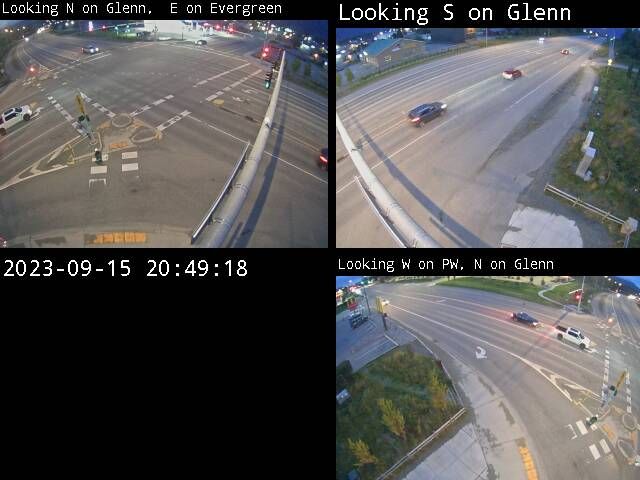 Looking N on Glenn, E on Evergreen
Looking S on Glenn
2023-09-15 20:49:18
Looking W on PW, N on Glenn